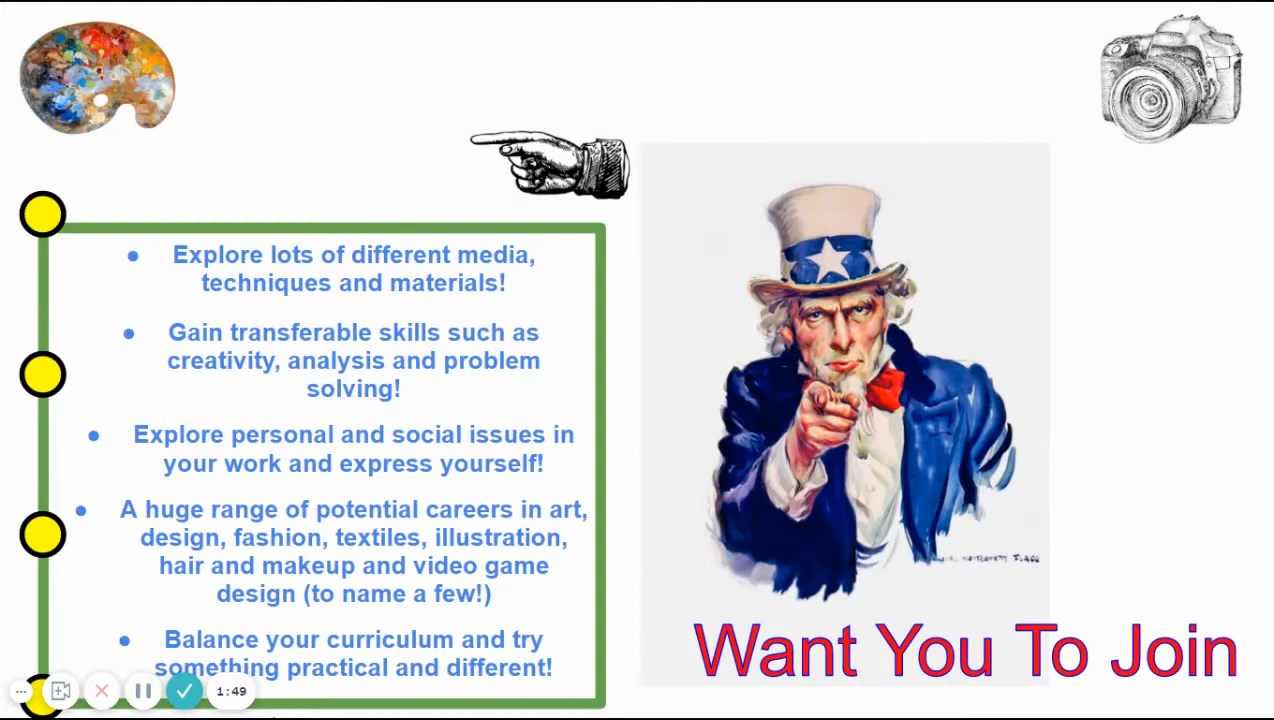 ● Explore lots of different media,
techniques and materials!
● Gain transferable skills such as
creativity, analysis and problem
solving!
● Explore personal and social issues in
your work and express yourself!
● A huge range of potential careers in art,
design, fashion, textiles, illustration,
hair and makeup and video game
design (to name a few!)
● Balance your curriculum and try
something practical and different!
1:49
FLAGG
Want You To Join